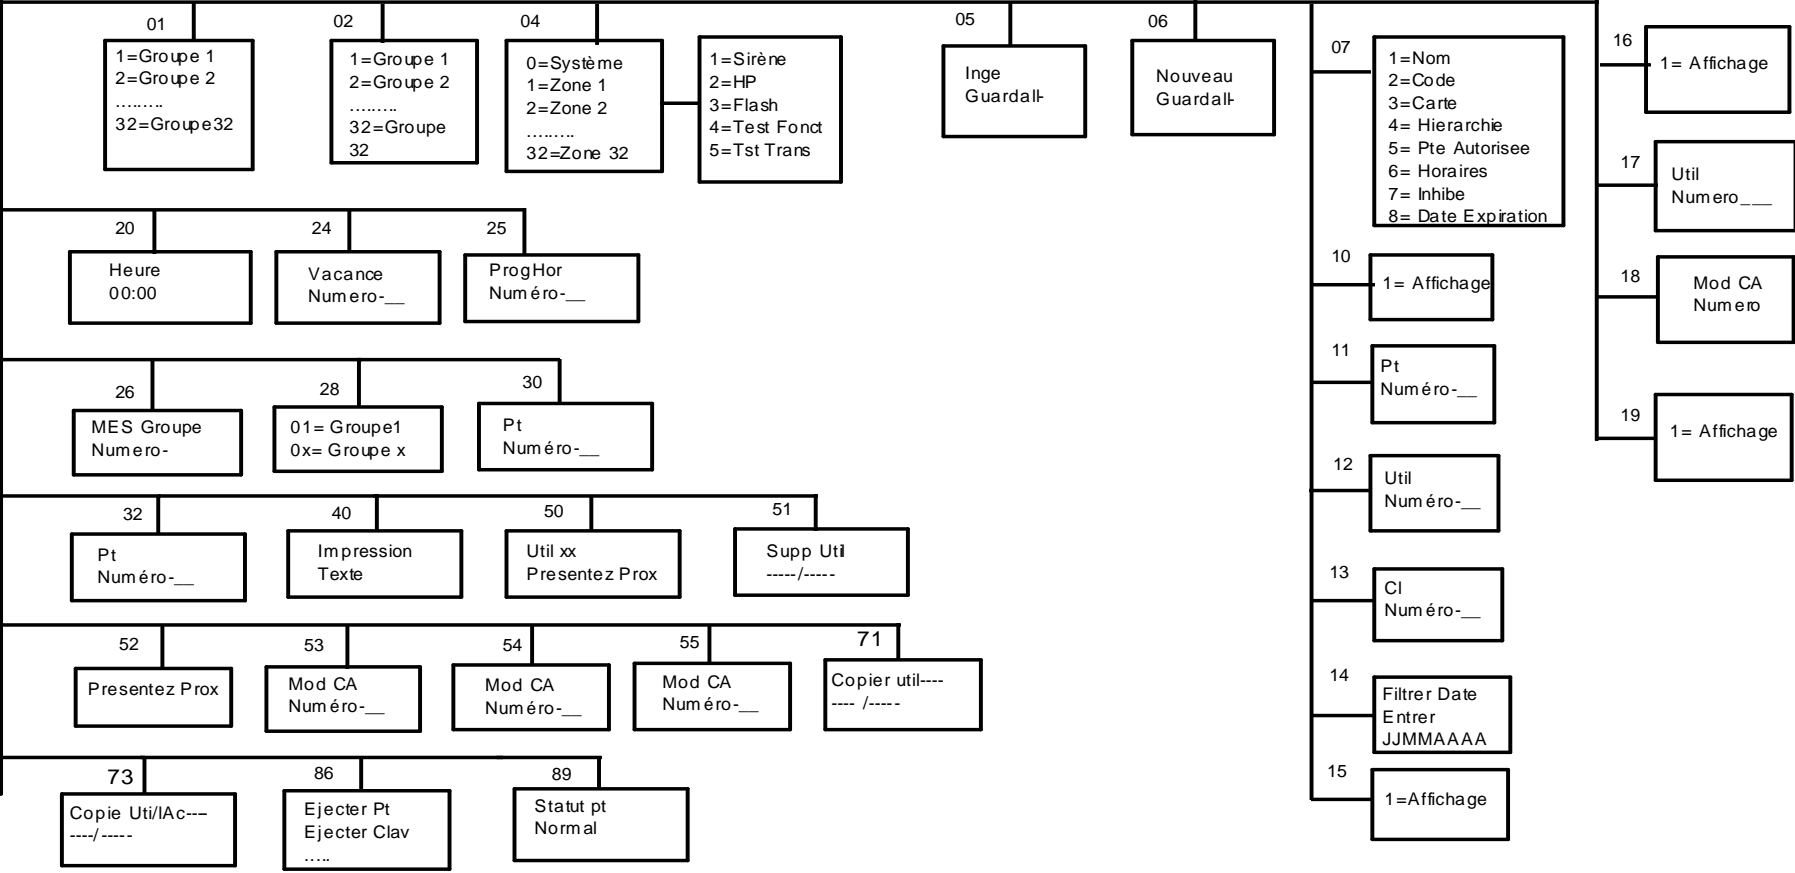 01
1=Groupe 1
2=Groupe 2
.........
32=Groupe32
02
1=Groupe 1
2=Groupe 2
.........
32=Groupe
32
04
0=Système
1=Zone 1
2=Zone 2
.........
32=Zone 32
1=Sirène
2=HP
3=Flash
4=Test Fonct
5=Tst Trans
05
Inge
Guardall-
06
Nouveau
Guardall-
07
1=Nom
2=Code
3=Carte
4= Hierarchie
5= Pte Autorisee
6= Horaires
7= Inhibe
8= Date Expiration
16
1= Affichage
17
Util
Numero___
18
Mod CA
Numero
19
1= Affichage
20
Heure
00:00
24
Vacance
Numero-__
25
ProgHor
Numéro-__
10
1= Affichage
11
Pt
Numéro-__
12
Util
Numéro-__
13
CI
Numéro-__
14
Filtrer Date
Entrer
JJMMAAAA
15
1=Affichage
26
MES Groupe
Numero-
28
01= Groupe1
0x= Groupe x
30
Pt
Numéro-__
32
Pt
Numéro-__
40
Impression
Texte
50
Util xx
Presentez Prox
51
Supp Util
-----/-----
52
Presentez Prox
53
Mod CA
Numéro-__
54
Mod CA
Numéro-__
55
Mod CA
Numéro-__
71
Copier util----
---- /-----
73
Copie Uti/lAc----
----/-----
86
Ejecter Pt
Ejecter Clav
.....
89
Statut pt
Normal